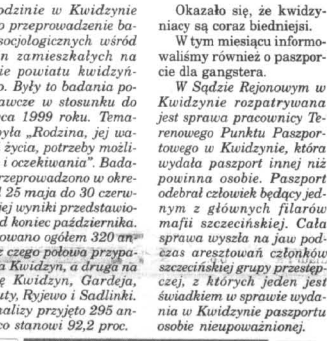 odzinie w Kwidzynie
o przeprowadzenie ba-
socjologicznych wśród
n zamieszkałych na
ie powiatu kwidzyń-
o. Były to badania po-
awcze w stosunku do
ca 1999 roku. Tema-
yła „Rodzina, jej wa-
życia, potrzeby możli-
i oczekiwania". Bada-
rzeprowadzono w okre-
d 25 maja do 30 czerw-
jej wyniki przedstawio-
d koniec października.
owano ogółem 320 an-
z czego połowa przypa-
a Kwidzyn, a druga na
ę Kwidzyn, Gardeja,
uty, Ryjewo i Sadlinki.
nalizy przyjęto 295 an-
co stanowi 92,2 proc.
Okazało się, że kwidzy-
niacy są coraz biedniejsi.
W tym miesiącu informo-
waliśmy również o paszpor-
cie dla gangstera.
W Sądzie Rejonowym w
Kwidzynie rozpatrywana
jest sprawa pracownicy Te-
renowego Punktu Paszpor-
towego w Kwidzynie, która
wydała paszport innej niż
powinna osobie. Paszport
odebrał człowiek będący jed-
nym z głównych filarów
mafii szczecińskiej. Cała
sprawa wyszła na jaw pod-
czas aresztowań członków
szczecińskiej grupy przestęp-
czej, z których jeden jest
świadkiem w sprawie wyda-
nia w Kwidzynie paszportu
osobie nieupoważnionej.